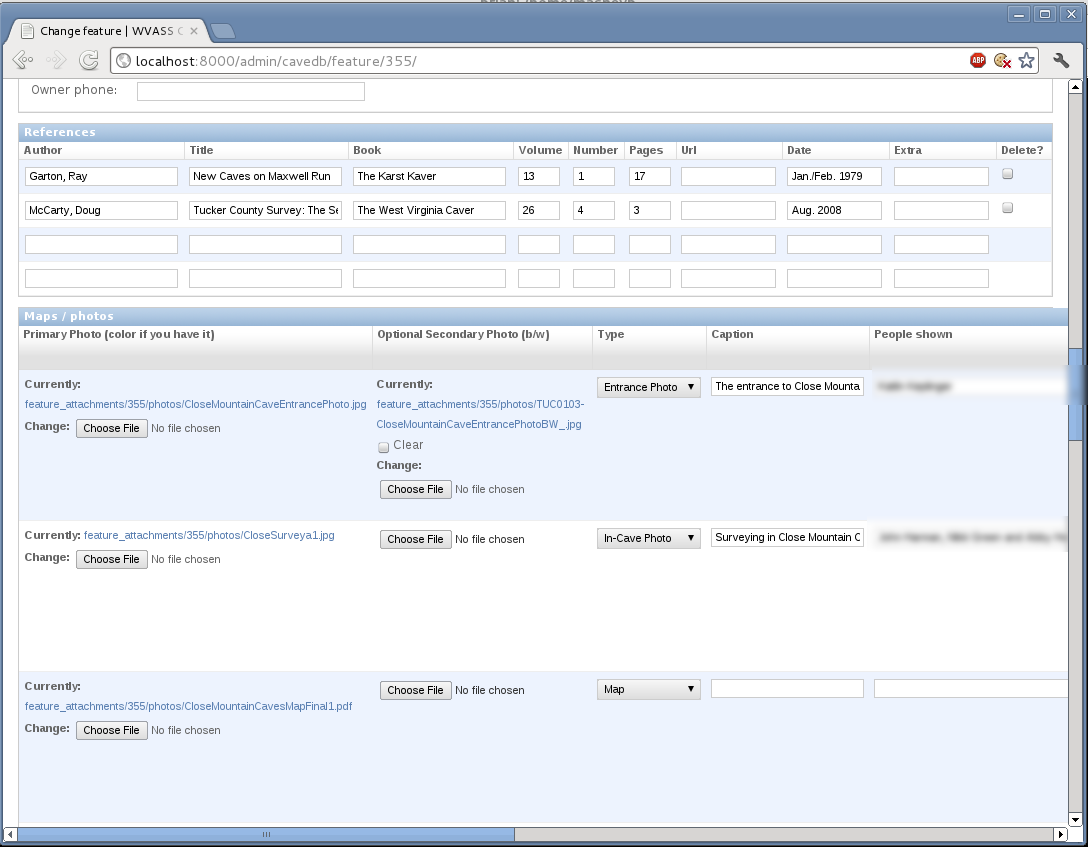 Change feature | WVASS C
localhost:8000/admin/cavedb/feature/355/
ABP
Owner phone:
References
Author Title Book Volume Number Pages Url Date Extra Delete?
Garton, Ray New Caves on Maxwell Run The Karst Kaver 13 1 17 Jan./Feb. 1979
McCarty, Doug Tucker County Survey: The Se The West Virginia Caver 26 4 3 Aug. 2008
Maps / photos
Primary Photo (color if you have it) Optional Secondary Photo (b/w) Type Caption People shown
Currently: Currently: Entrance Photo The entrance to Close Mounta
feature_attachments/355/photos/CloseMountainCaveEntrancePhoto.jpg feature_attachments/355/photos/TUC0103-
Change: Choose File No file chosen CloseMountainCaveEntrancePhotoBW_.jpg
Clear
Change:
Choose File No file chosen
Currently: feature_attachments/355/photos/CloseSurveya1.jpg Choose File No file chosen In-Cave Photo Surveying in Close Mountain C
Change: Choose File No file chosen
Currently: Choose File No file chosen Map
feature_attachments/355/photos/CloseMountainCavesMapFinal1.pdf
Change: Choose File No file chosen